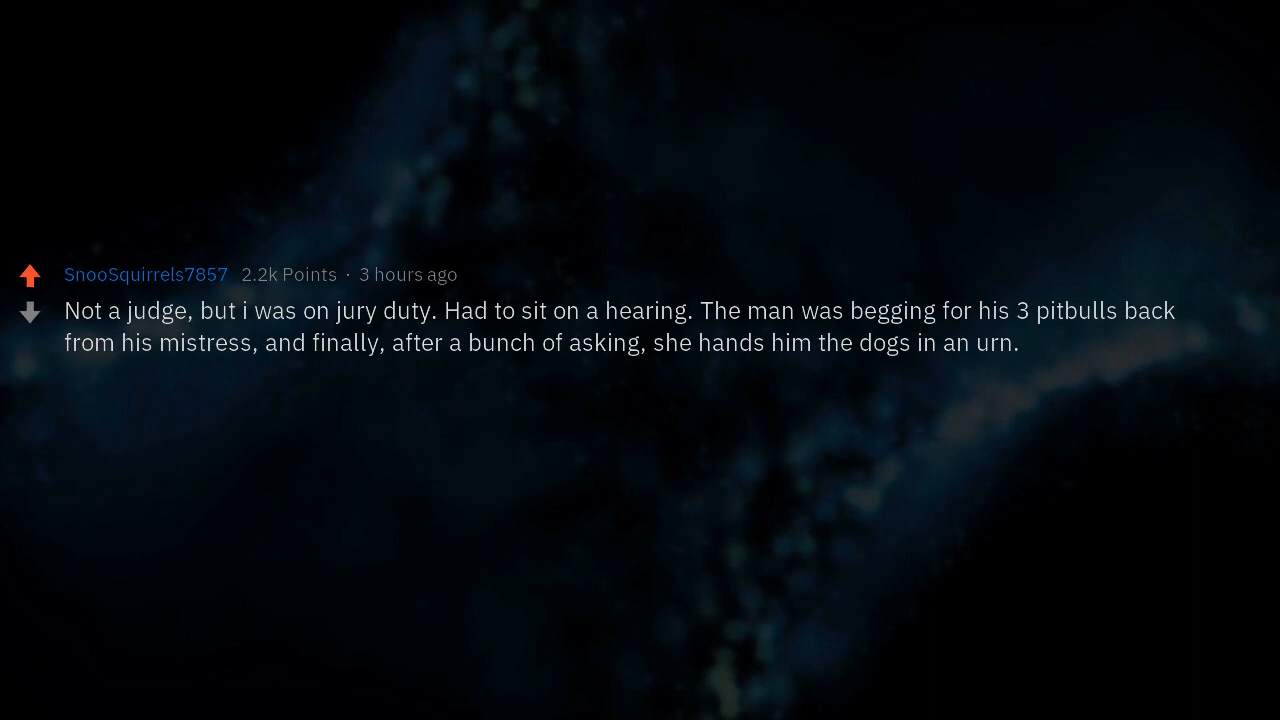 SnooSquirrels7857 2.2k Points · 3 hours ago
Not a judge, but i was on jury duty. Had to sit on a hearing. The man was begging for his 3 pitbulls back
from his mistress, and finally, after a bunch of asking, she hands him the dogs in an urn.